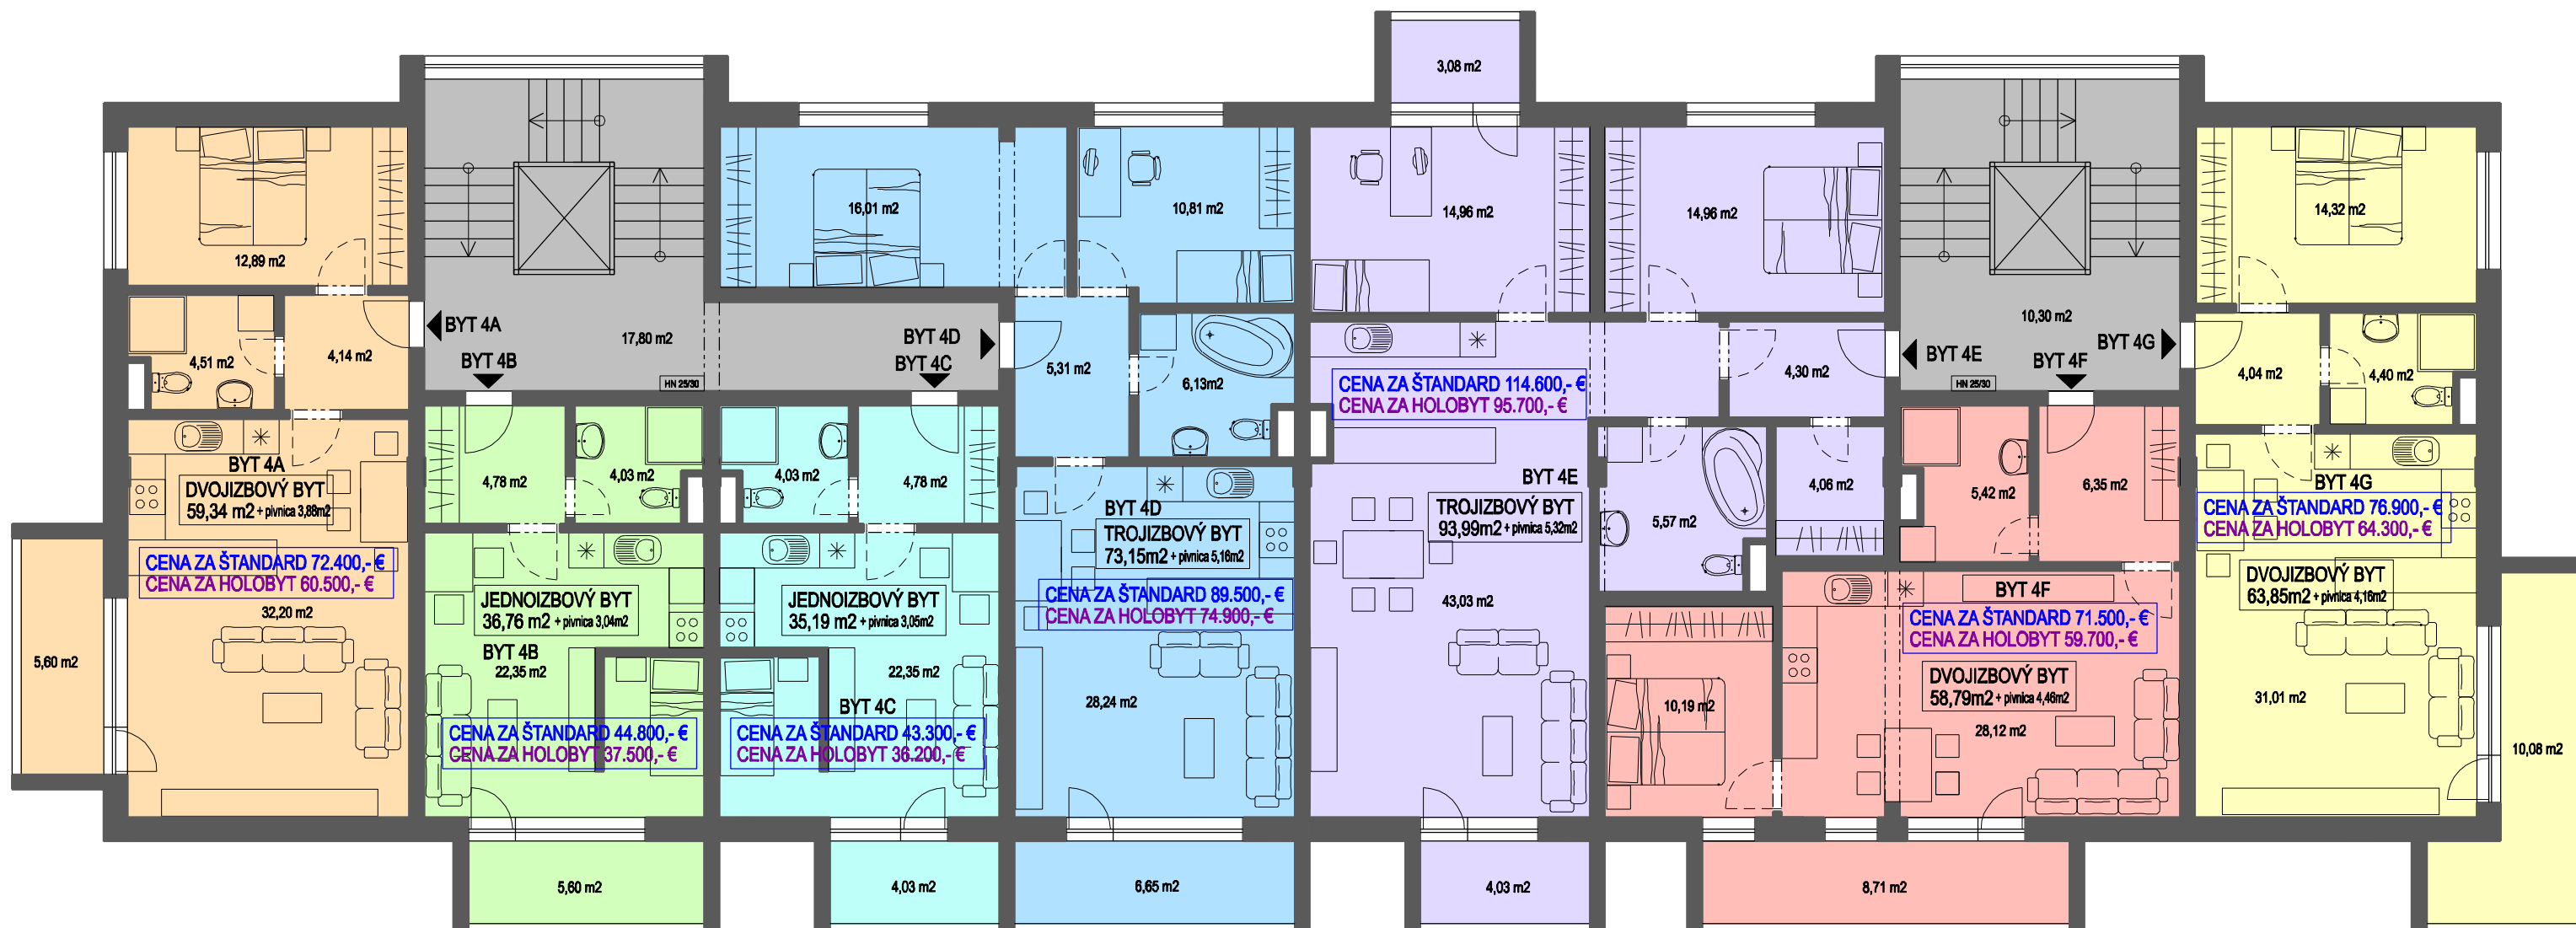 3,08 m2
12,89 m2
4,51 m2
4,14 m2
BYT 4A
BYT 4B
17,80 m2
HN 25/30
BYT 4D
BYT 4C
16,01 m2
10,81 m2
5,31 m2
6,13m2
14,96 m2
14,96 m2
4,30 m2
CENA ZA ŠTANDARD 114.600,- €
CENA ZA HOLOBYT 95.700,- €
10,30 m2
BYT 4E
BYT 4F
BYT 4G
HN 25/30
14,32 m2
4,04 m2
4,40 m2
BYT 4A
DVOJIZBOVÝ BYT
59,34 m2 + pivnica 3,88m2
CENA ZA ŠTANDARD 72.400,- €
CENA ZA HOLOBYT 60.500,- €
32,20 m2
5,60 m2
4,78 m2
4,03 m2
JEDNOIZBOVÝ BYT
36,76 m2 + pivnica 3,04m2
BYT 4B
22,35 m2
CENA ZA ŠTANDARD 44.800,- €
CENA ZA HOLOBYT 37.500,- €
5,60 m2
4,03 m2
4,78 m2
JEDNOIZBOVÝ BYT
35,19 m2 + pivnica 3,05m2
22,35 m2
BYT 4C
CENA ZA ŠTANDARD 43.300,- €
CENA ZA HOLOBYT 36.200,- €
4,03 m2
BYT 4D
TROJIZBOVÝ BYT
73,15m2 + pivnica 5,16m2
CENA ZA ŠTANDARD 89.500,- €
CENA ZA HOLOBYT 74.900,- €
28,24 m2
6,65 m2
BYT 4E
TROJIZBOVÝ BYT
93,99m2 + pivnica 5,32m2
43,03 m2
4,03 m2
5,57 m2
4,06 m2
5,42 m2
6,35 m2
BYT 4F
CENA ZA ŠTANDARD 71.500,- €
CENA ZA HOLOBYT 59.700,- €
DVOJIZBOVÝ BYT
58,79m2 + pivnica 4,46m2
28,12 m2
10,19 m2
8,71 m2
BYT 4G
CENA ZA ŠTANDARD 76.900,- €
CENA ZA HOLOBYT 64.300,- €
DVOJIZBOVÝ BYT
63,85m2 + pivnica 4,16m2
31,01 m2
10,08 m2